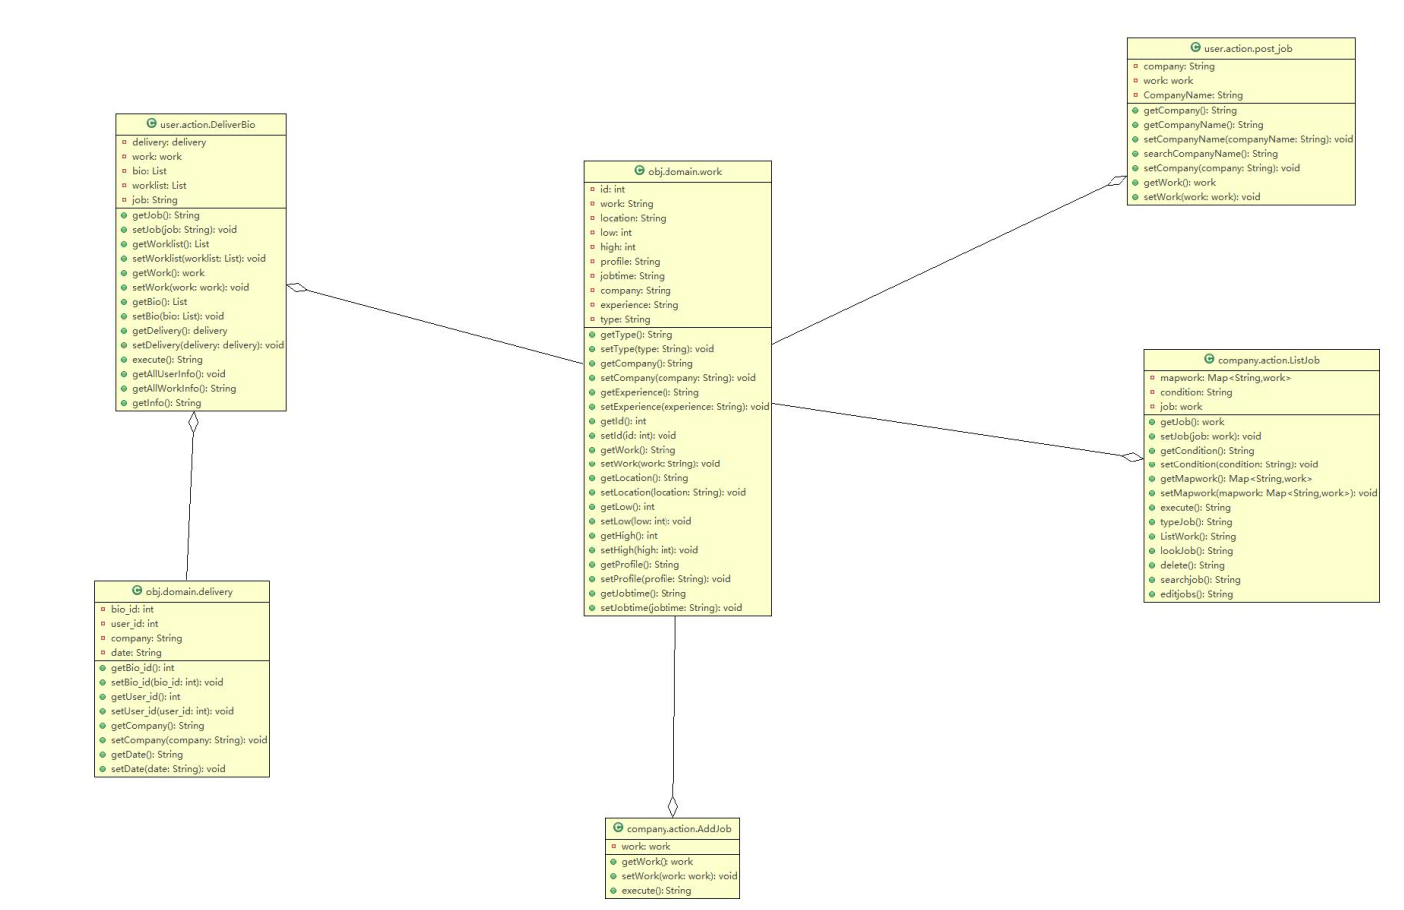 user.action.post_job
company: String
work: work
CompanyName: String
getCompany(): String
getCompanyName(): String
setCompanyName(companyName: String): void
searchCompanyName(): String
setCompany(company: String): void
getWork(): work
setWork(work: work): void
user.action.DeliverBio
delivery: delivery
work: work
bio: List
worklist: List
job: String
getJob(): String
setJob(job: String): void
getWorklist(): List
setWorklist(worklist: List): void
getWork(): work
setWork(work: work): void
getBio(): List
setBio(bio: List): void
getDelivery(): delivery
setDelivery(delivery: delivery): void
execute(): String
getAllUserInfo(): void
getAllWorkInfo(): String
getInfo(): String
obj.domain.work
id: int
work: String
location: String
low: int
high: int
profile: String
jobtime: String
company: String
experience: String
type: String
getType(): String
setType(type: String): void
getCompany(): String
setCompany(company: String): void
getExperience(): String
setExperience(experience: String): void
getId(): int
setId(id: int): void
getWork(): String
setWork(work: String): void
getLocation(): String
setLocation(location: String): void
getLow(): int
setLow(low: int): void
getHigh(): int
setHigh(high: int): void
getProfile(): String
setProfile(profile: String): void
getJobtime(): String
setJobtime(jobtime: String): void
company.action.ListJob
mapwork: Map<String,work>
condition: String
job: work
getJob(): work
setJob(job: work): void
getCondition(): String
setCondition(condition: String): void
getMapwork(): Map<String,work>
setMapwork(mapwork: Map<String,work>): void
execute(): String
typeJob(): String
ListWork(): String
lookJob(): String
delete(): String
searchjob(): String
editjobs(): String
obj.domain.delivery
bio_id: int
user_id: int
company: String
date: String
getBio_id(): int
setBio_id(bio_id: int): void
getUser_id(): int
setUser_id(user_id: int): void
getCompany(): String
setCompany(company: String): void
getDate(): String
setDate(date: String): void
company.action.AddJob
work: work
getWork(): work
setWork(work: work): void
execute(): String